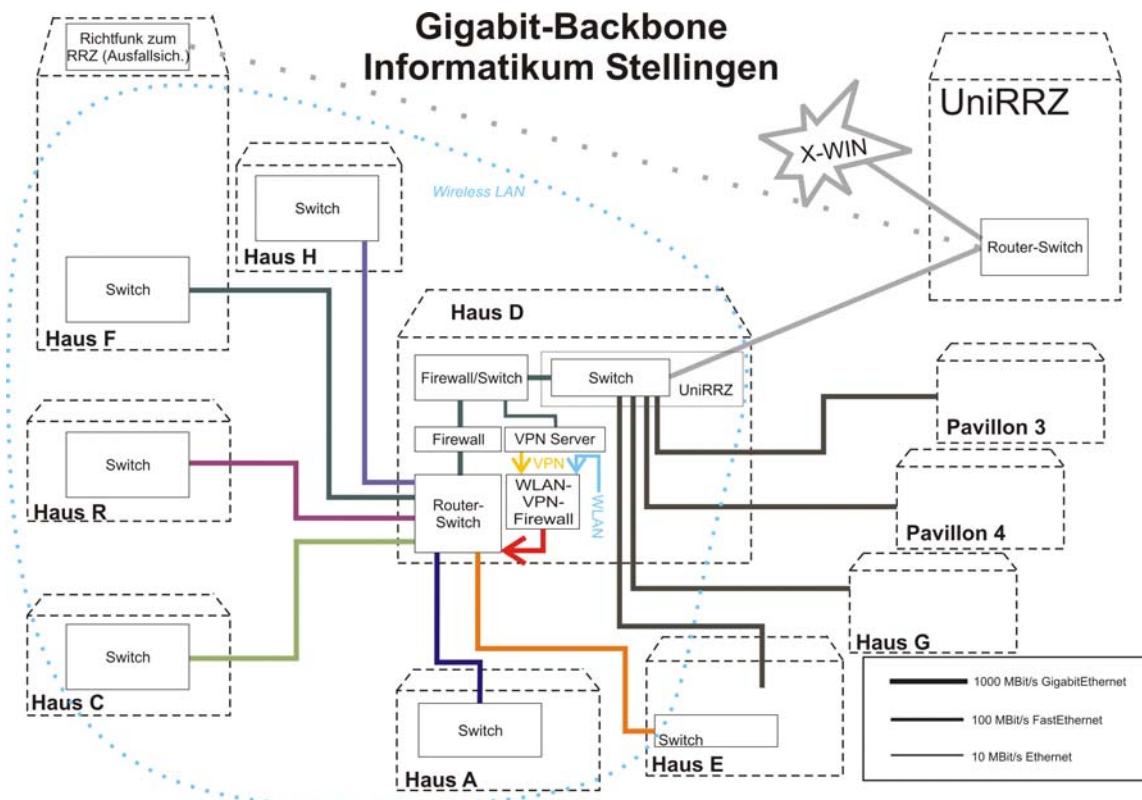 Gigabit-Backbone
Informatikum Stellingen
Richtfunk zum
RRZ (Ausfallsich.)
UniRRZ
X-WIN
Wireless LAN
Switch
Haus H
Router-Switch
Switch
Haus F
Haus D
Firewall/Switch
Switch
UniRRZ
Pavillon 3
Firewall
VPN Server
VPN
Switch
Haus R
Router-
Switch
WLAN-
VPN-
Firewall
WLAN
Pavillon 4
Haus G
Switch
Haus C
1000 MBit/s GigabitEthernet
100 MBit/s FastEthernet
10 MBit/s Ethernet
Switch
Haus A
Switch
Haus E